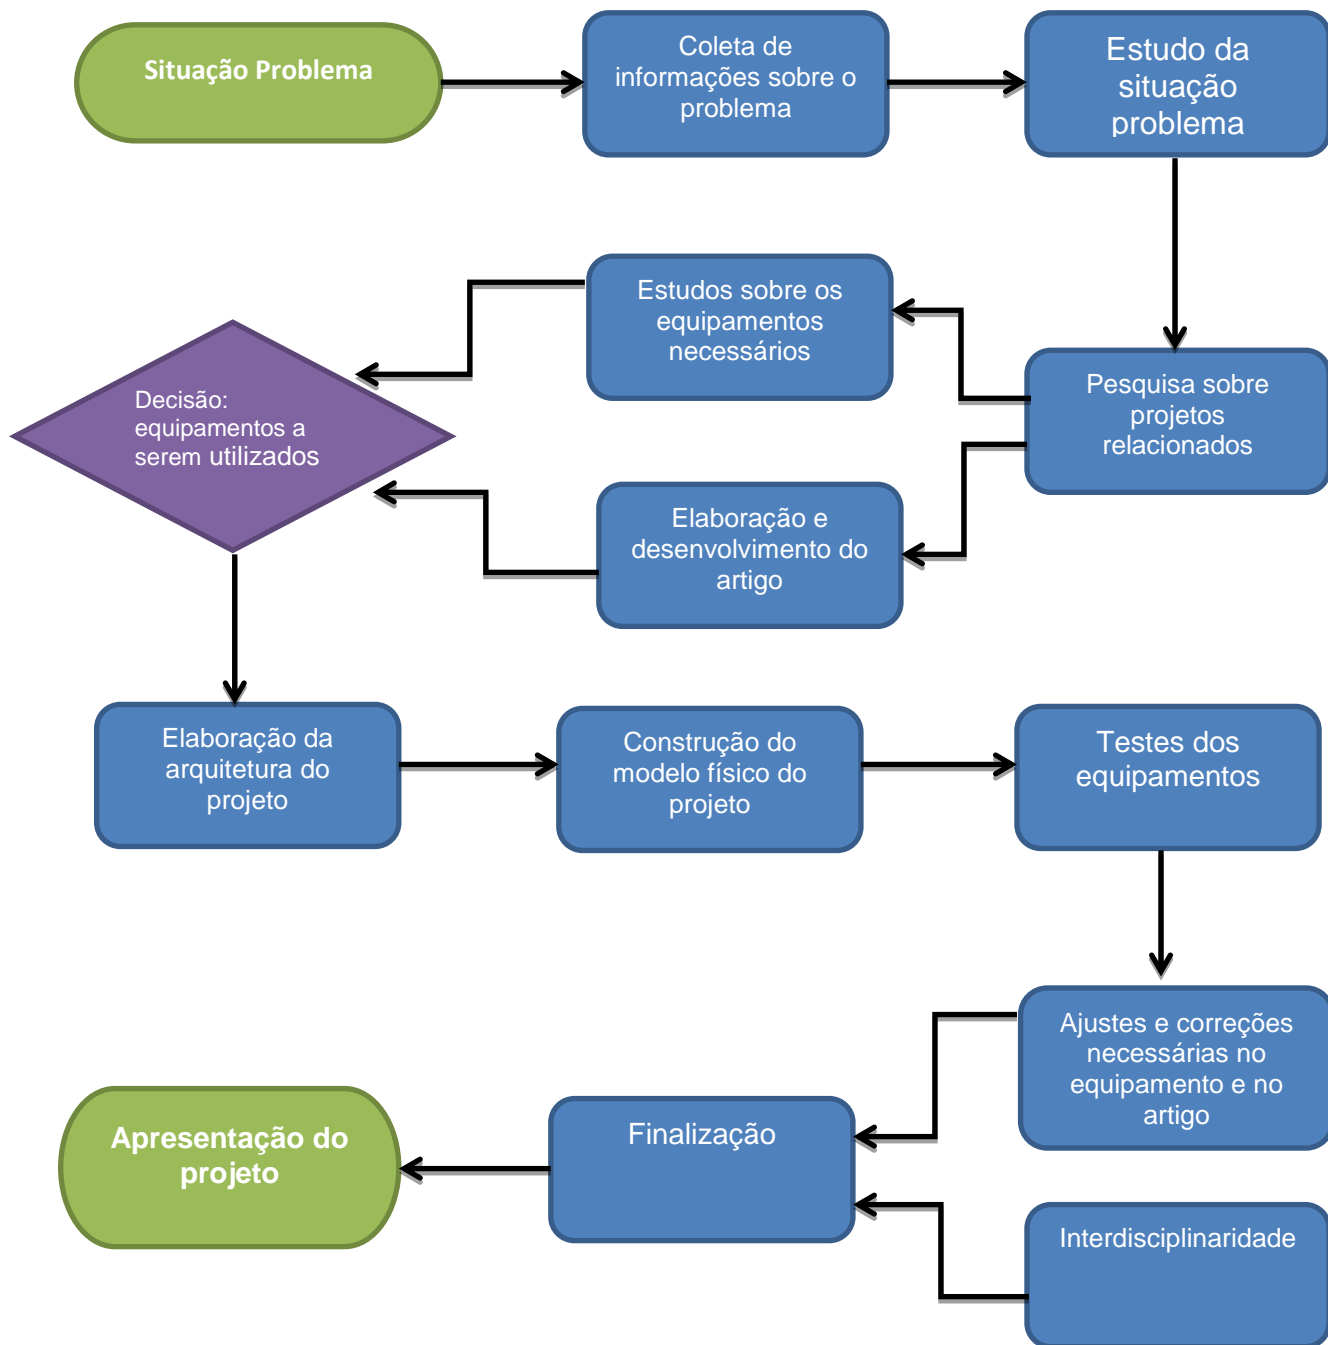 Situação Problema
Coleta de
informações sobre o
problema
Estudo da
situação
problema
Estudos sobre os
equipamentos
necessários
Pesquisa sobre
projetos
relacionados
Decisão:
equipamentos a
serem utilizados
Elaboração e
desenvolvimento do
artigo
Elaboração da
arquitetura do
projeto
Construção do
modelo físico do
projeto
Testes dos
equipamentos
Ajustes e correções
necessárias no
equipamento e no
artigo
Finalização
Apresentação do
projeto
Interdisciplinaridade